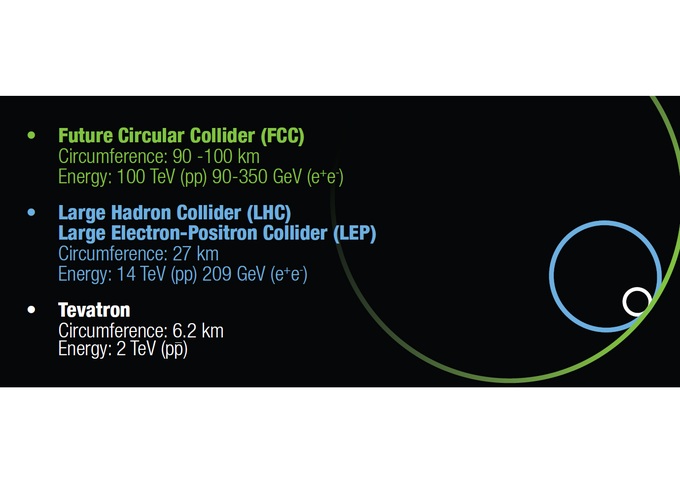 • Future Circular Collider (FCC)
Circumference: 90 -100 km
Energy: 100 TeV (pp) 90-350 GeV (e⁺e⁻)
• Large Hadron Collider (LHC)
Large Electron-Positron Collider (LEP)
Circumference: 27 km
Energy: 14 TeV (pp) 209 GeV (e⁺e⁻)
• Tevatron
Circumference: 6.2 km
Energy: 2 TeV (pp̅)